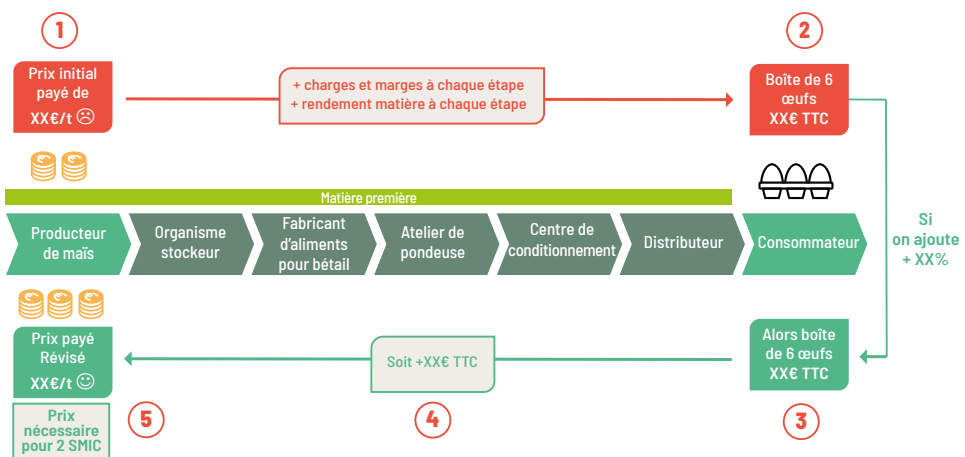 1
2
Prix initial
payé de
XX€/t ☹
+ charges et marges à chaque étape
+ rendement matière à chaque étape
Boîte de 6
œufs
XX€ TTC
Matière première
Producteur
de maïs
Organisme
stockeur
Fabricant
d'aliments
pour bétail
Atelier de
pondeuse
Centre de
conditionnement
Distributeur
Consommateur
Si
on ajoute
+ XX%
Prix payé
Révisé
XX€/t ☺
Soit +XX€ TTC
Alors boîte
de 6 œufs
XX€ TTC
Prix
nécessaire
pour 2 SMIC
5
4
3